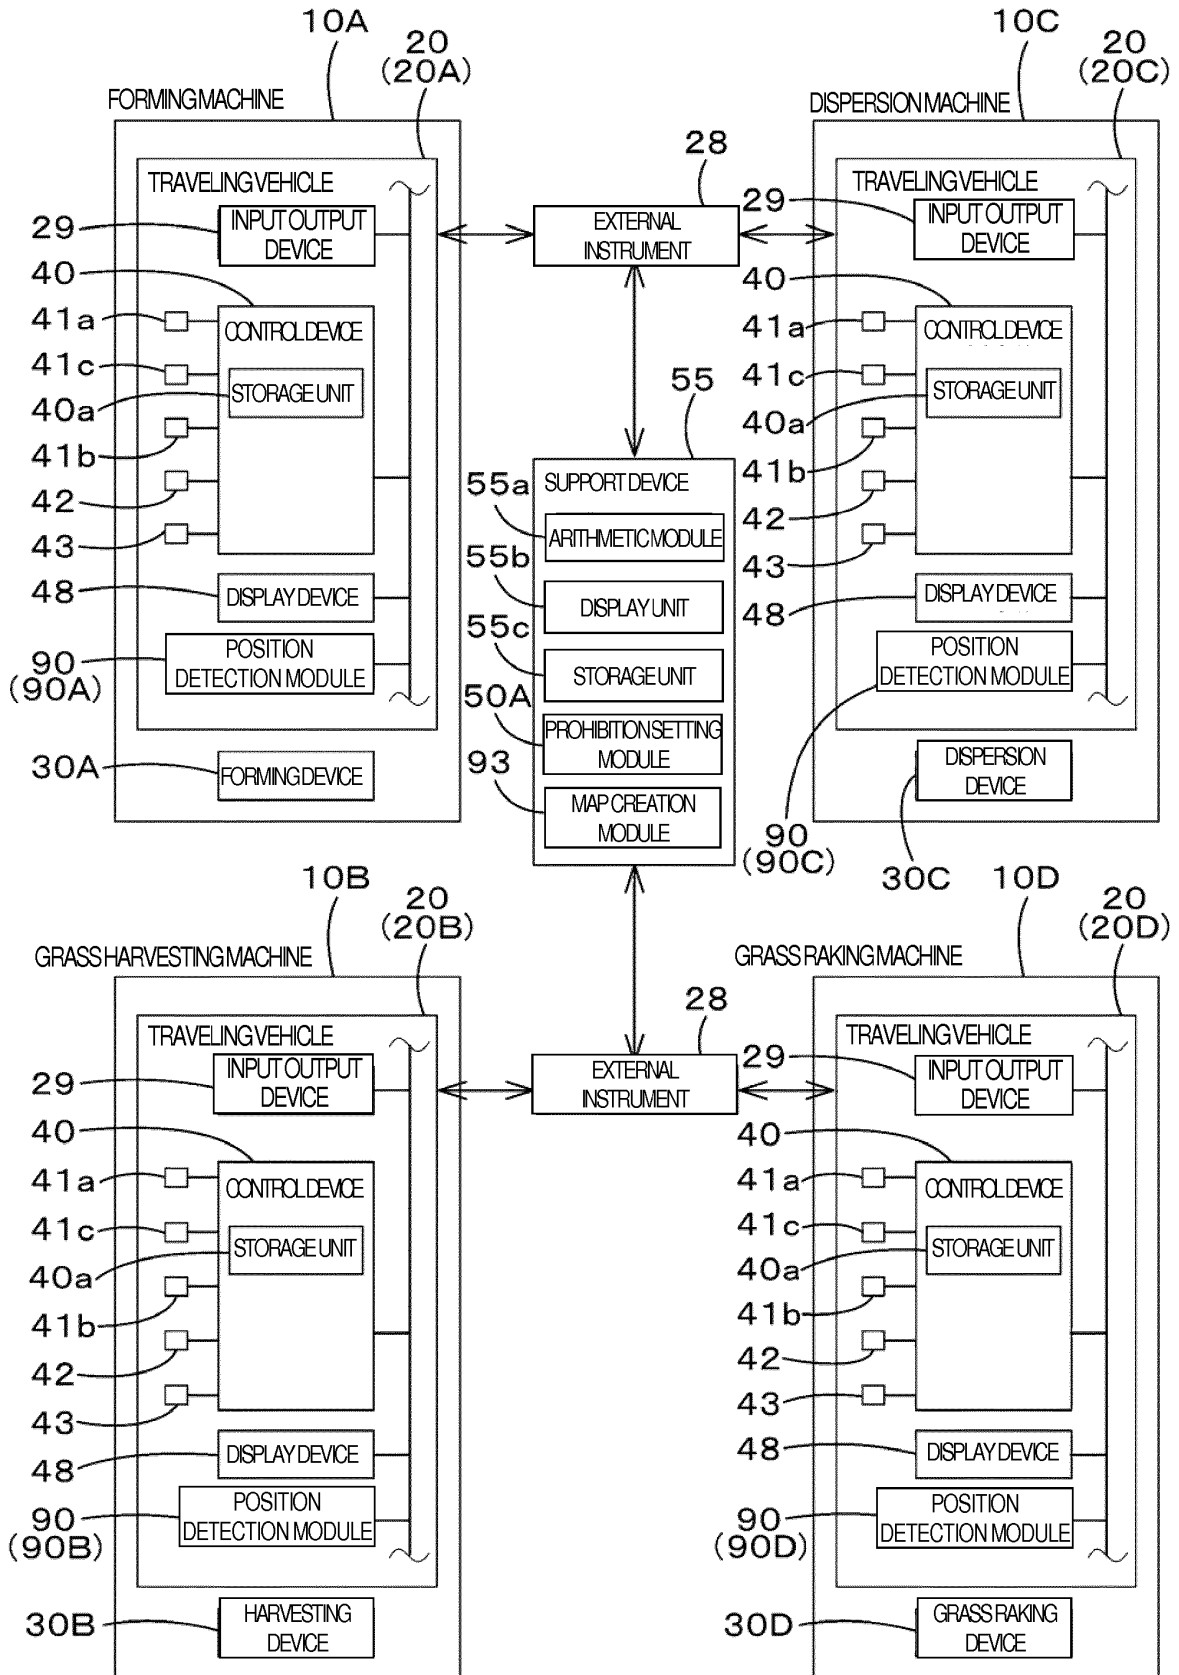 10A
20
(20A)
FORMING MACHINE
TRAVELING VEHICLE
29
INPUT OUTPUT
DEVICE
40
41a
CONTROL DEVICE
41c
STORAGE UNIT
40a
41b
42
43
48
DISPLAY DEVICE
POSITION
DETECTION MODULE
90
(90A)
30A
FORMING DEVICE
28
EXTERNAL
INSTRUMENT
55
SUPPORT DEVICE
55a
ARITHMETIC MODULE
55b
DISPLAY UNIT
55c
STORAGE UNIT
50A
PROHIBITION SETTING
MODULE
93
MAP CREATION
MODULE
10C
20
(20C)
DISPERSION MACHINE
TRAVELING VEHICLE
29
INPUT OUTPUT
DEVICE
40
41a
CONTROL DEVICE
41c
STORAGE UNIT
40a
41b
42
43
48
DISPLAY DEVICE
POSITION
DETECTION MODULE
DISPERSION
DEVICE
90
(90C)
30C
10B
20
(20B)
GRASS HARVESTING MACHINE
TRAVELING VEHICLE
29
INPUT OUTPUT
DEVICE
40
41a
CONTROL DEVICE
41c
STORAGE UNIT
40a
41b
42
43
48
DISPLAY DEVICE
POSITION
DETECTION MODULE
90
(90B)
30B
HARVESTING
DEVICE
28
EXTERNAL
INSTRUMENT
10D
20
(20D)
GRASS RAKING MACHINE
TRAVELING VEHICLE
29
INPUT OUTPUT
DEVICE
40
41a
CONTROL DEVICE
41c
STORAGE UNIT
40a
41b
42
43
48
DISPLAY DEVICE
POSITION
DETECTION MODULE
90
(90D)
30D
GRASS RAKING
DEVICE